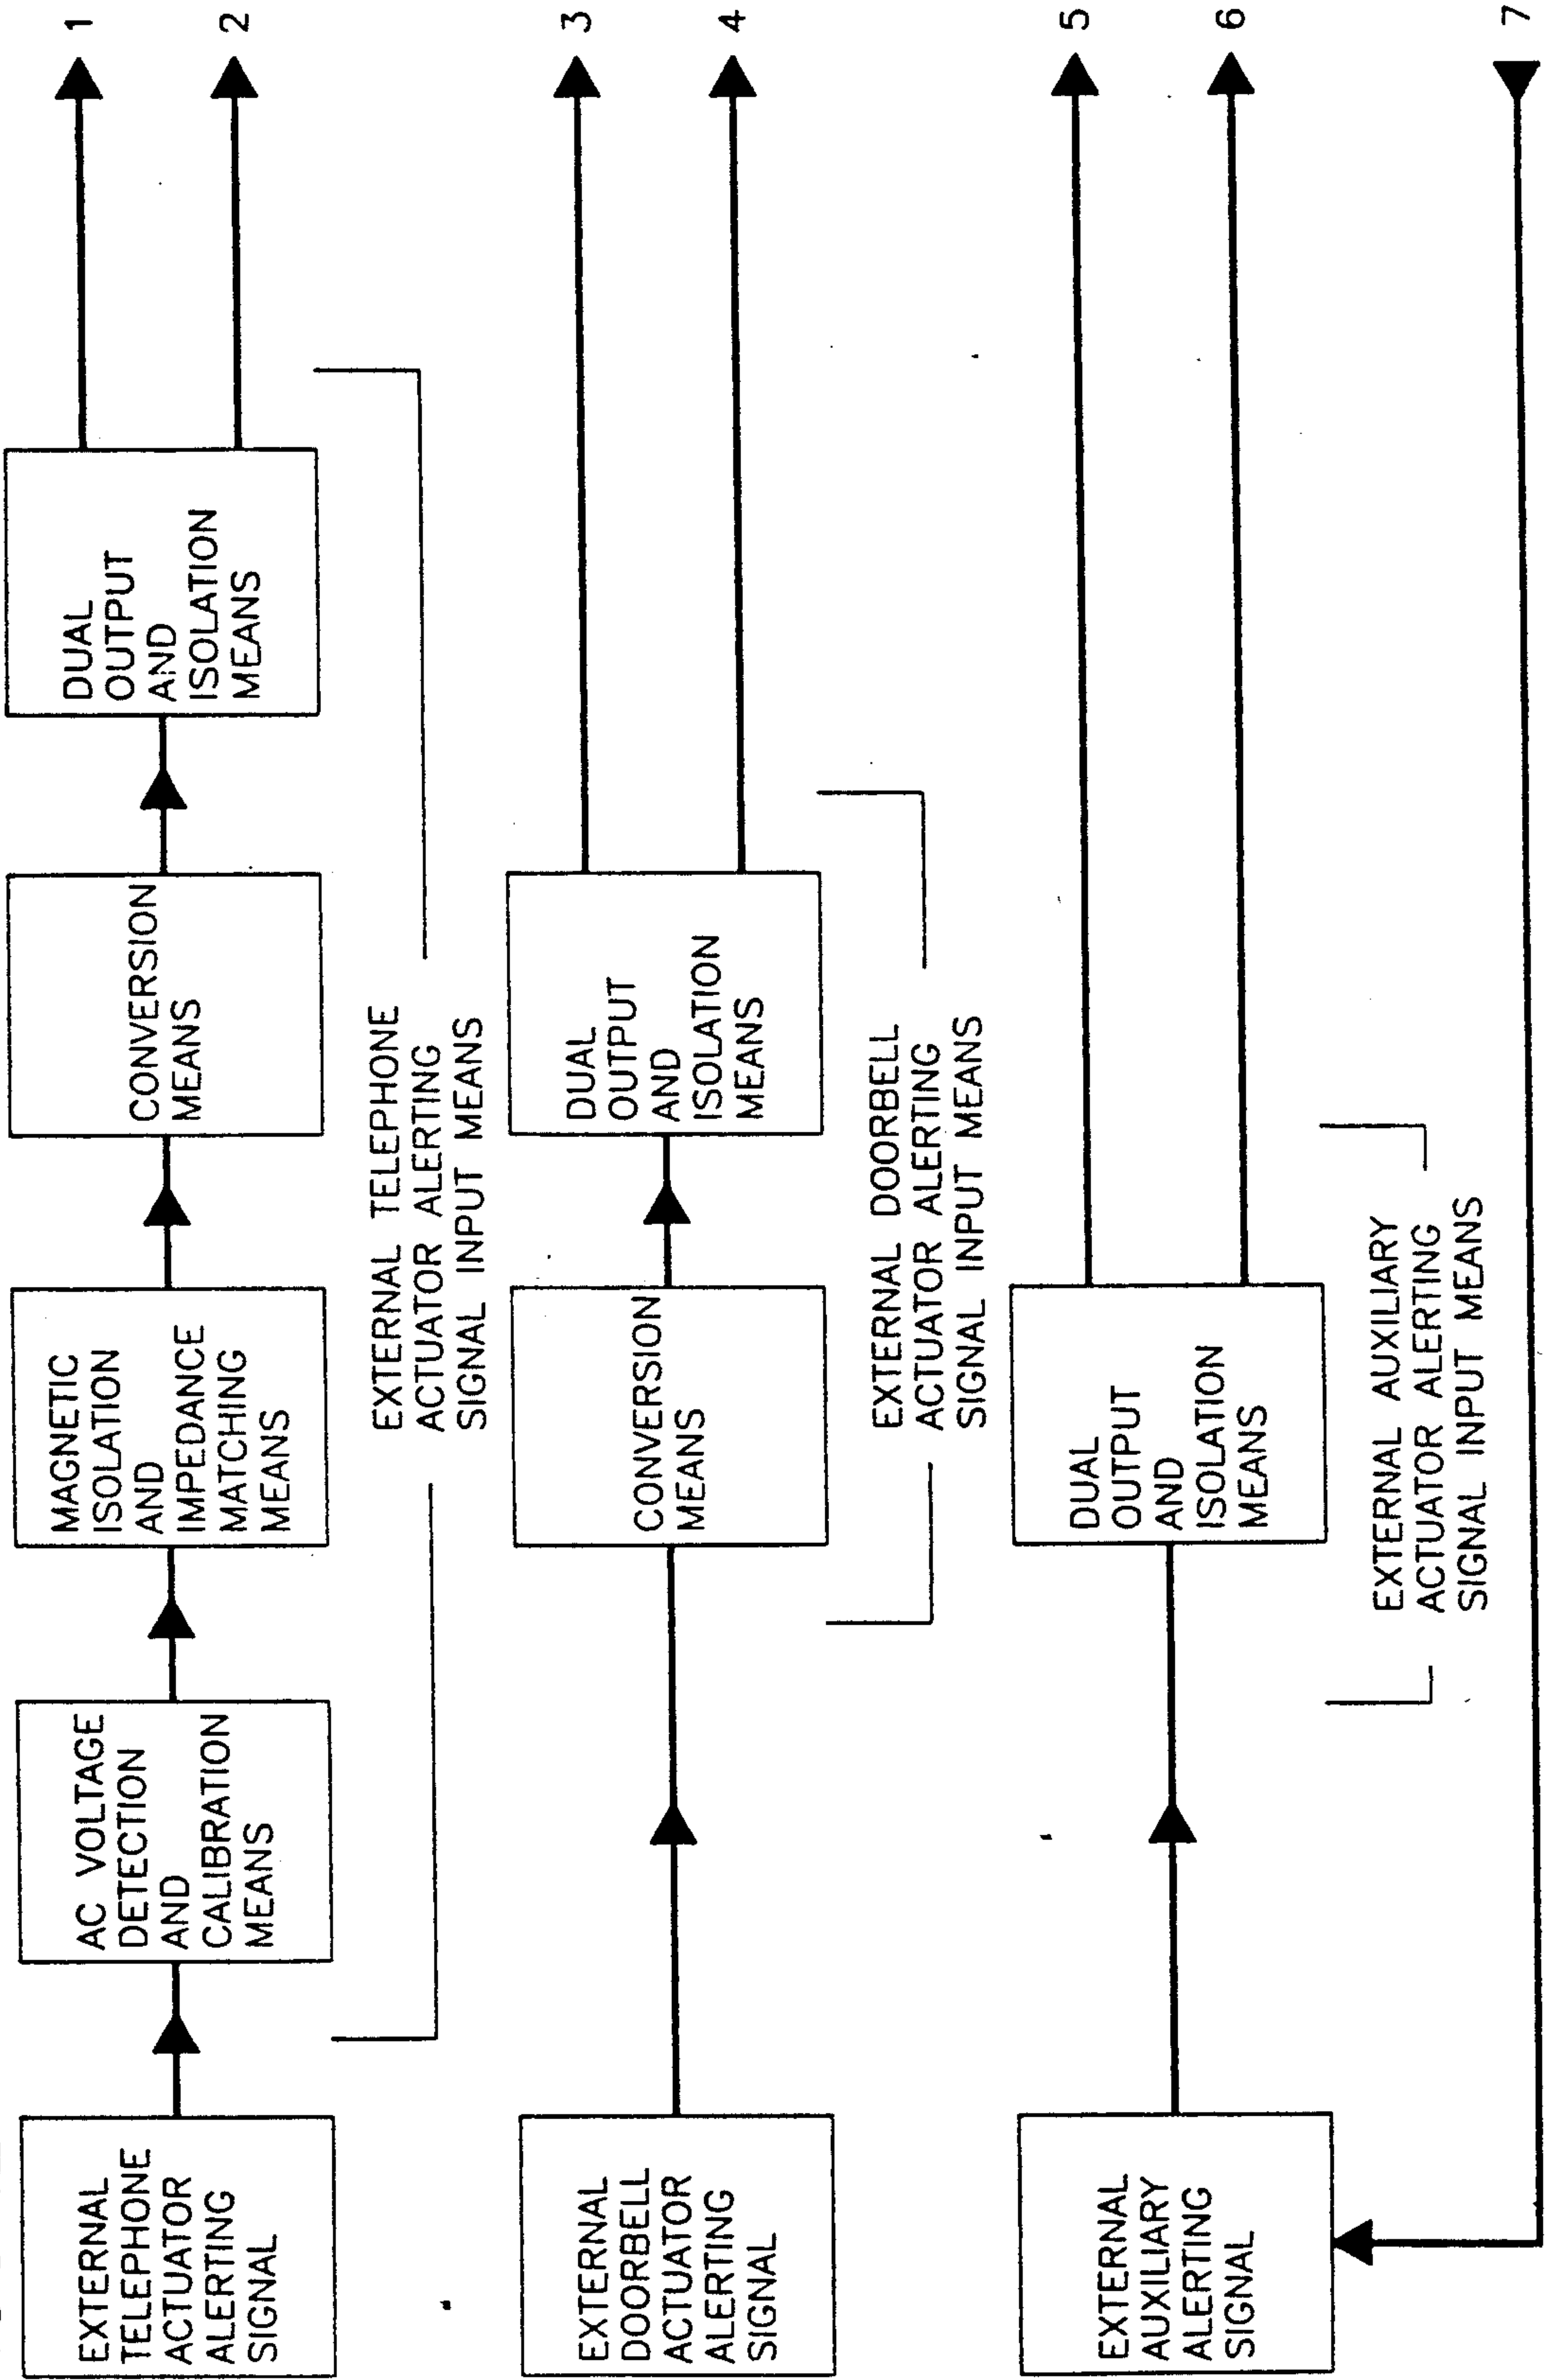 EXTERNAL
TELEPHONE
ACTUATOR
ALERTING
SIGNAL
AC VOLTAGE
DETECTION
AND
CALIBRATION
MEANS
MAGNETIC
ISOLATION
AND
IMPEDANCE
MATCHING
MEANS
CONVERSION
MEANS
DUAL
OUTPUT
AND
ISOLATION
MEANS
1
2
EXTERNAL TELEPHONE
ACTUATOR ALERTING
SIGNAL INPUT MEANS
EXTERNAL
DOORBELL
ACTUATOR
ALERTING
SIGNAL
CONVERSION
MEANS
DUAL
OUTPUT
AND
ISOLATION
MEANS
3
4
EXTERNAL DOORBELL
ACTUATOR ALERTING
SIGNAL INPUT MEANS
EXTERNAL
AUXILIARY
ALERTING
SIGNAL
DUAL
OUTPUT
AND
ISOLATION
MEANS
5
6
EXTERNAL AUXILIARY
ACTUATOR ALERTING
SIGNAL INPUT MEANS
7